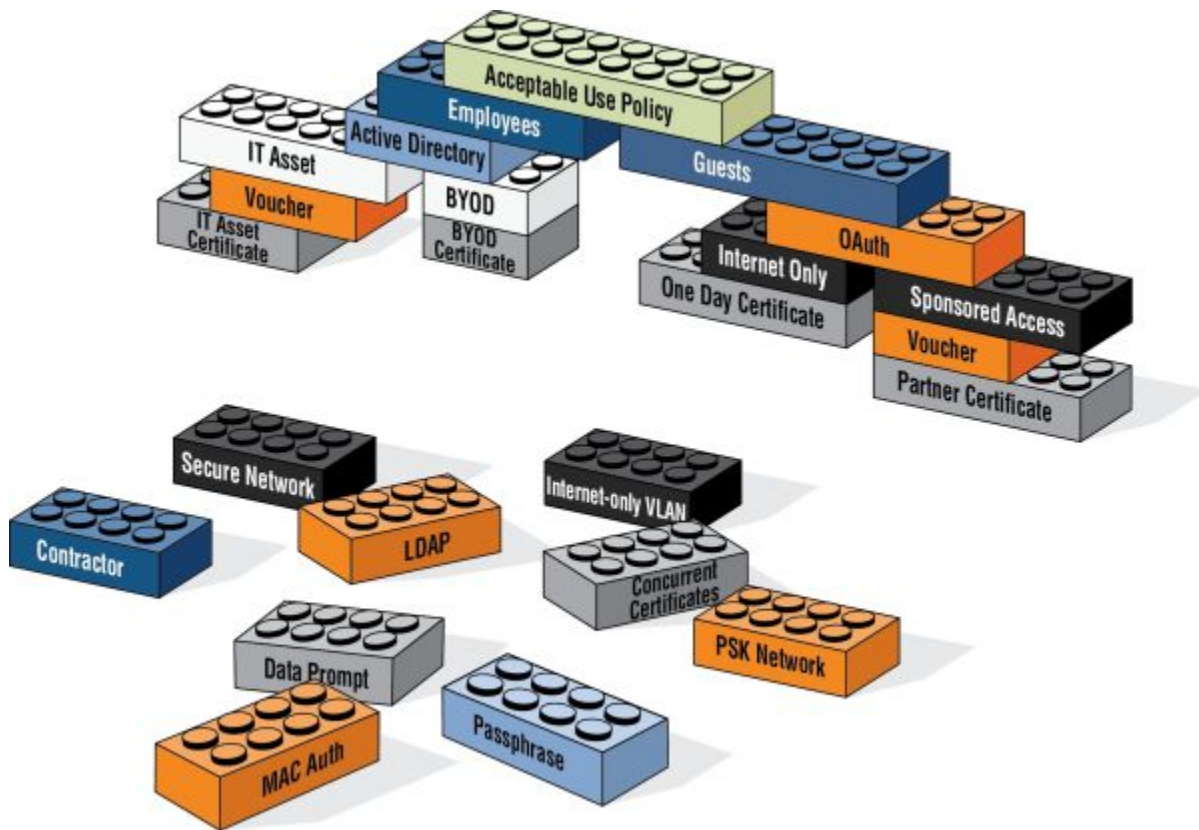 Acceptable Use Policy
Employees
Active Directory
IT Asset
Voucher
IT Asset
Certificate
BYOD
BYOD
Certificate
Guests
OAuth
Internet Only
One Day Certificate
Sponsored Access
Voucher
Partner Certificate
Secure Network
Internet-only VLAN
Contractor
LDAP
Concurrent
Certificates
PSK Network
Data Prompt
MAC Auth
Passphrase